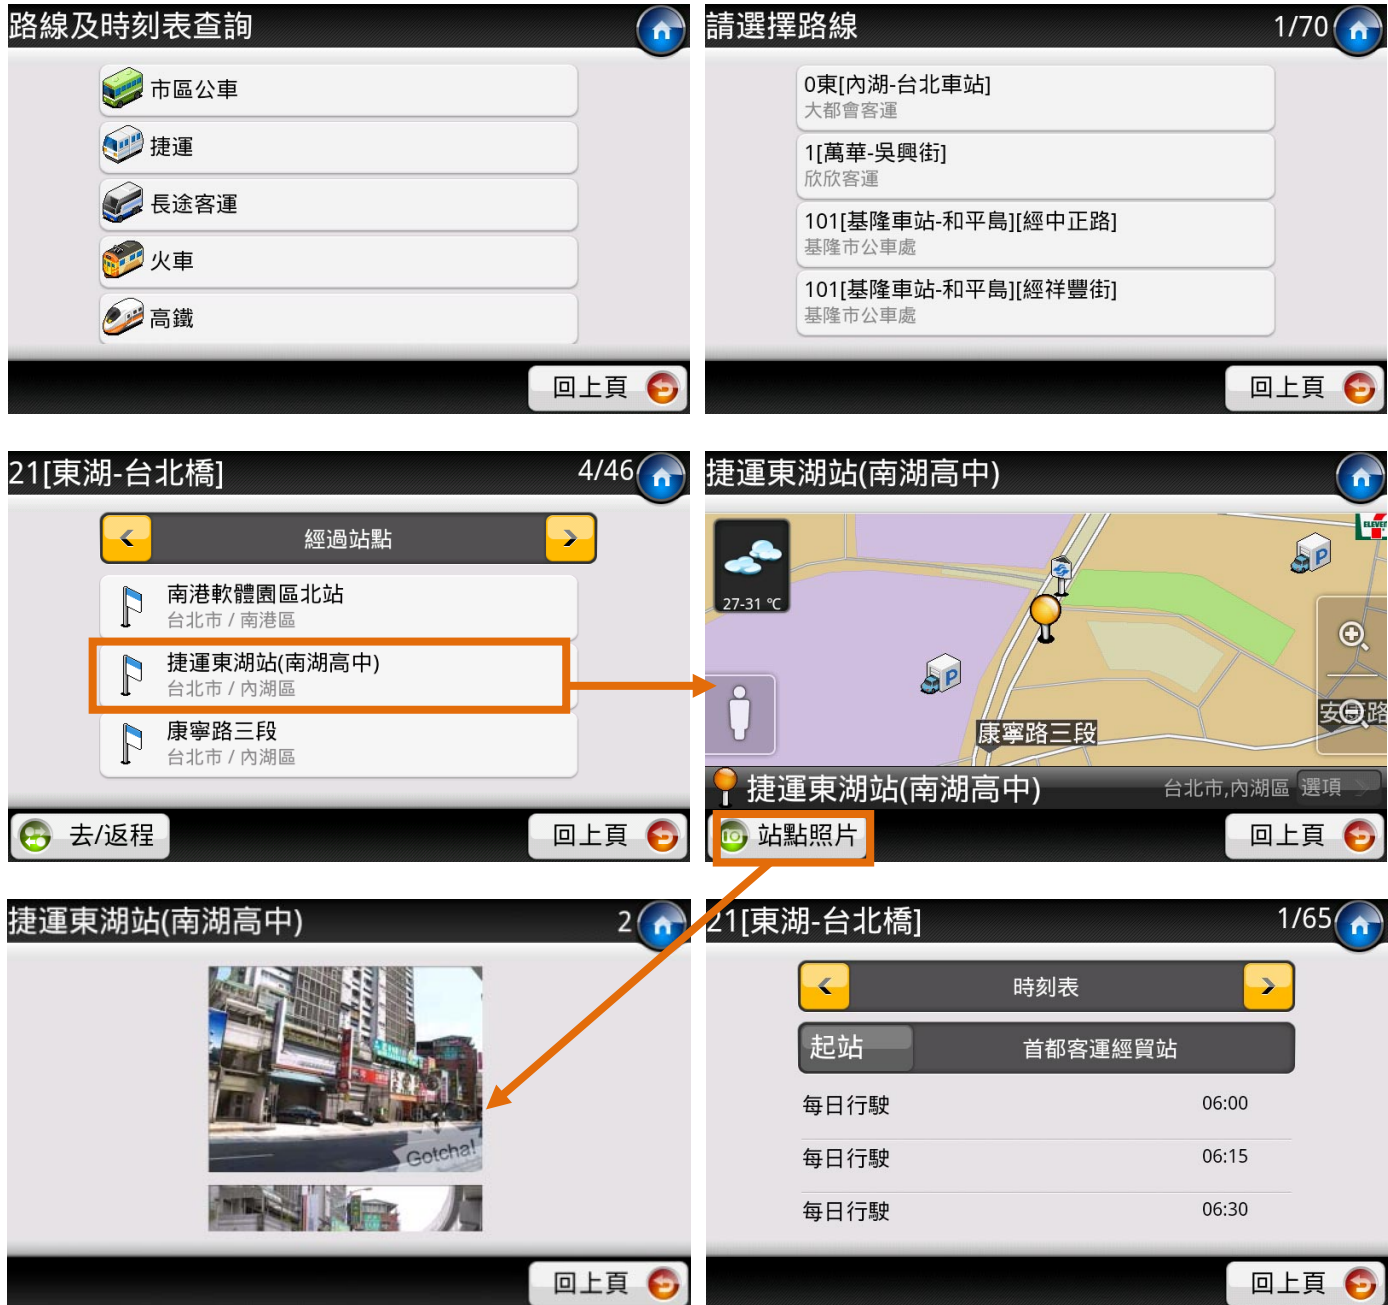 路線及時刻表查詢
市區公車
捷運
長途客運
火車
高鐵
回上頁
請選擇路線 1/70
0東[內湖-台北車站]
大都會客運
1[萬華-吳興街]
欣欣客運
101[基隆車站-和平島][經中正路]
基隆市公車處
101[基隆車站-和平島][經祥豐街]
基隆市公車處
回上頁
21[東湖-台北橋] 4/46
經過站點
南港軟體園區北站
台北市 / 南港區
捷運東湖站(南湖高中)
台北市 / 內湖區
康寧路三段
台北市 / 內湖區
去/返程 回上頁
捷運東湖站(南湖高中)
ELEVEN
P
27-31 ℃
P
康寧路三段
捷運東湖站(南湖高中) 台北市,內湖區 選項
站點照片 回上頁
捷運東湖站(南湖高中) 2
Gotcha!
回上頁
21[東湖-台北橋] 1/65
時刻表
起站 首都客運經貿站
每日行駛 06:00
每日行駛 06:15
每日行駛 06:30
回上頁